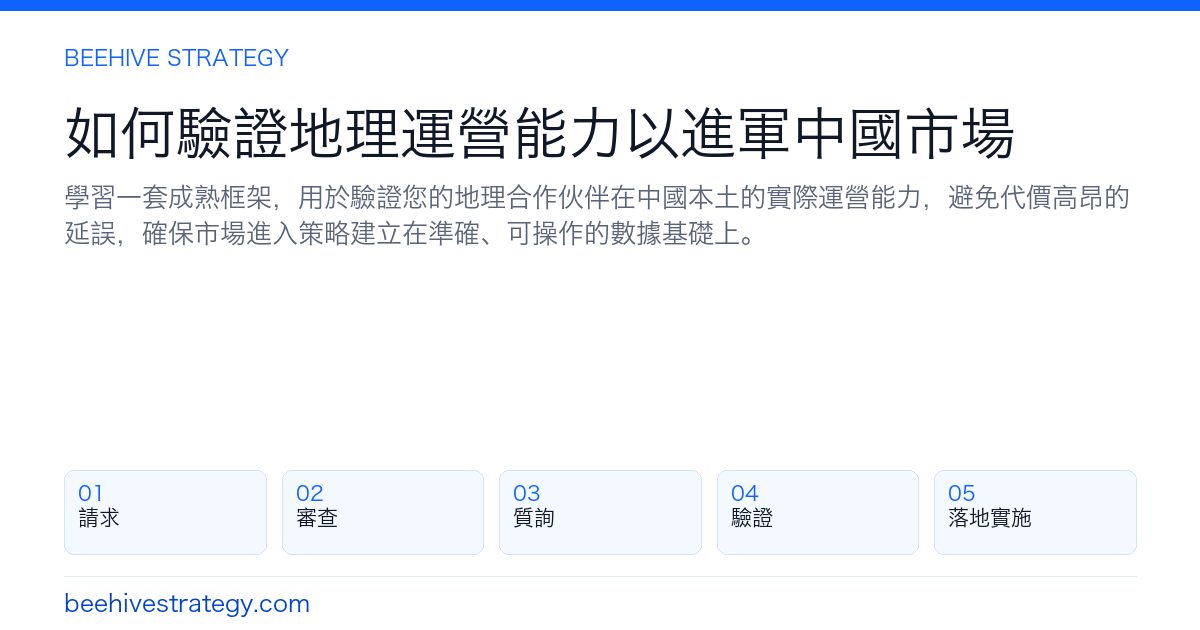 BEEHIVE STRATEGY
如何驗證地理運營能力以進軍中國市場
學習一套成熟框架，用於驗證您的地理合作伙伴在中國本土的實際運營能力，避免代價高昂的
延誤，確保市場進入策略建立在準確、可操作的數據基礎上。
01
請求
02
審查
03
質詢
04
驗證
05
落地實施
beehivestrategy.com